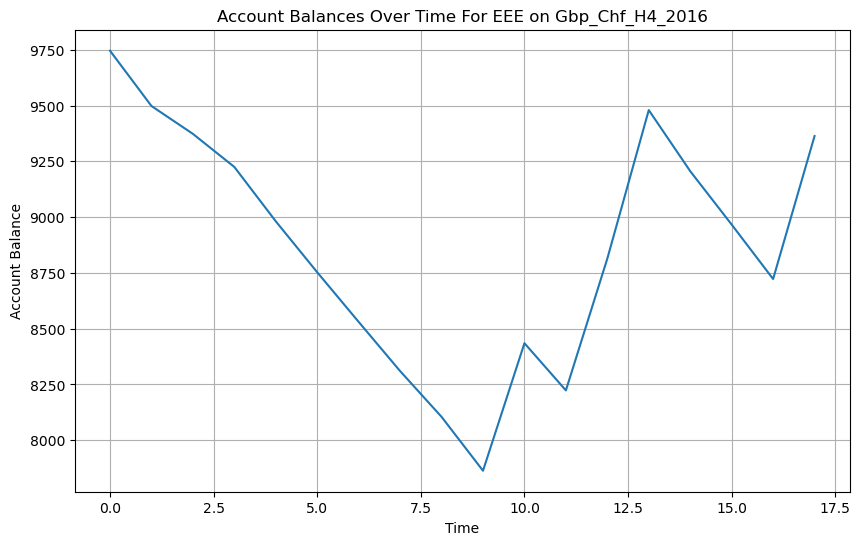 Account Balances Over Time For EEE on Gbp_Chf_H4_2016
Account Balance
9750
9500
9250
9000
8750
8500
8250
8000
0.0 2.5 5.0 7.5 10.0 12.5 15.0 17.5
Time